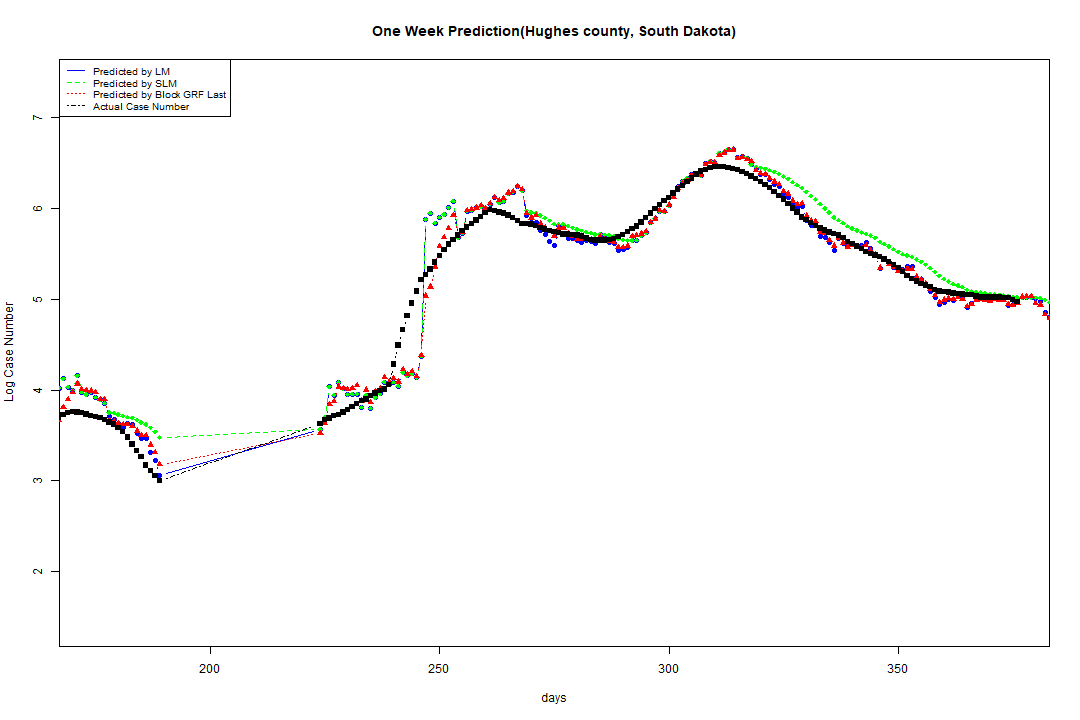 One Week Prediction(Hughes county, South Dakota)
Predicted by LM
Predicted by SLM
Predicted by Block GRF Last
Actual Case Number
7
6
5
4
3
2
Log Case Number
200 250 300 350
days